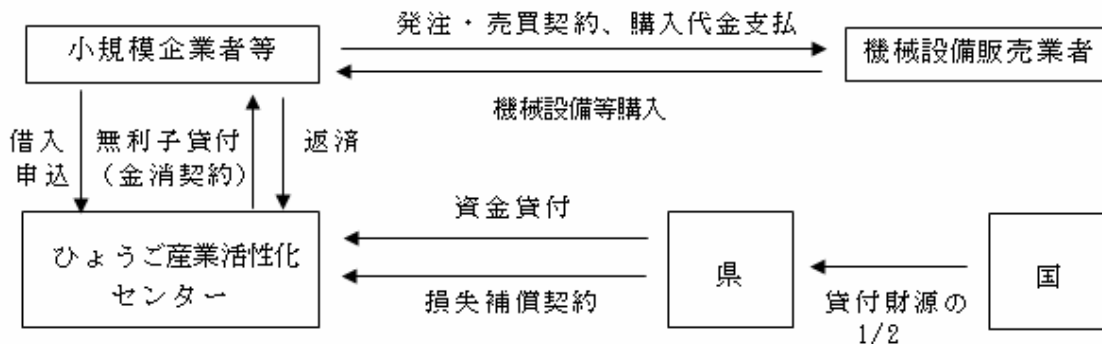 発注・売買契約、購入代金支払
小規模企業者等
機械設備販売業者
機械設備等購入
借入
申込
無利子貸付
（金消契約）
返済
資金貸付
ひょうご産業活性化
センター
県
国
損失補償契約
貸付財源の
1/2